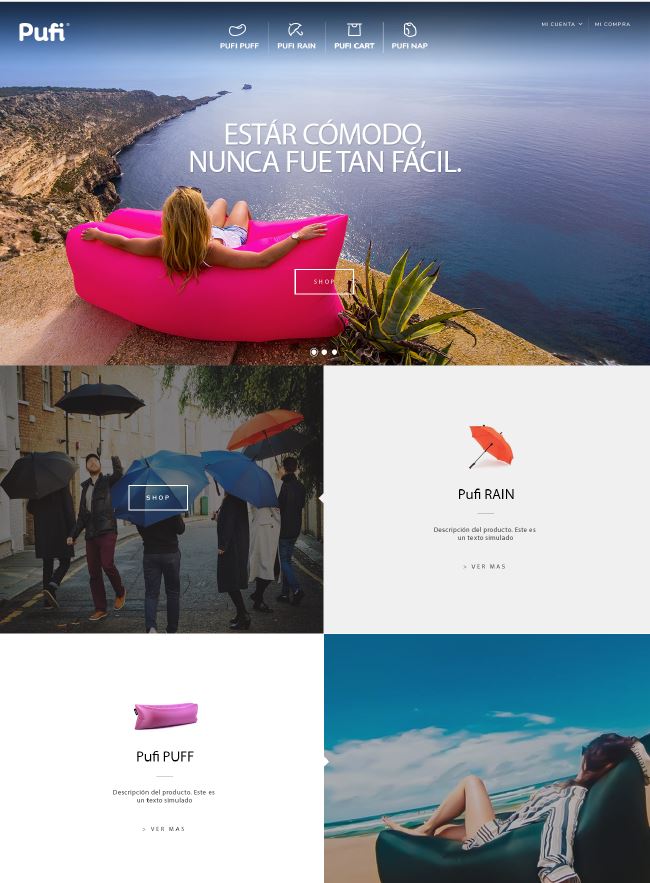 Pufi®
PUFI PUFF
PUFI RAIN
PUFI CART
PUFI NAP
MI CUENTA
MI COMPRA
ESTÁR CÓMODO,
NUNCA FUE TAN FÁCIL.
SHOP
SHOP
Pufi RAIN
Descripción del producto. Este es
un texto simulado
> VER MAS
Pufi PUFF
Descripción del producto. Este es
un texto simulado
> VER MAS